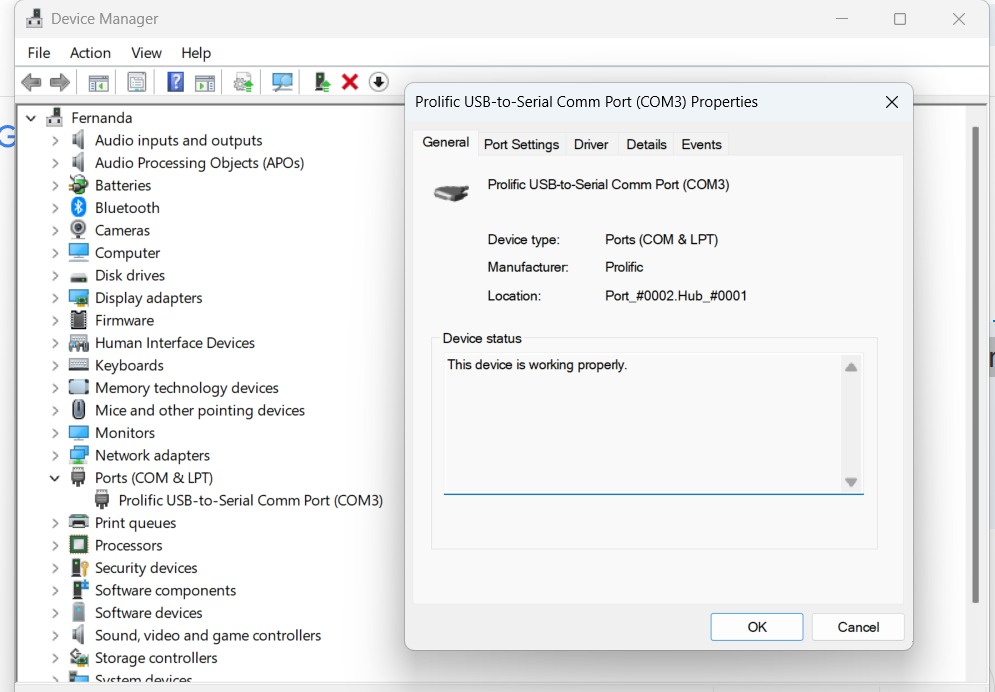 Device Manager
File Action View Help
Fernanda
Audio inputs and outputs
Audio Processing Objects (APOs)
Batteries
Bluetooth
Cameras
Computer
Disk drives
Display adapters
Firmware
Human Interface Devices
Keyboards
Memory technology devices
Mice and other pointing devices
Monitors
Network adapters
Ports (COM & LPT)
Prolific USB-to-Serial Comm Port (COM3)
Print queues
Processors
Security devices
Software components
Software devices
Sound, video and game controllers
Storage controllers
System devices
Prolific USB-to-Serial Comm Port (COM3) Properties
General Port Settings Driver Details Events
Prolific USB-to-Serial Comm Port (COM3)
Device type: Ports (COM & LPT)
Manufacturer: Prolific
Location: Port_#0002.Hub_#0001
Device status
This device is working properly.
OK Cancel